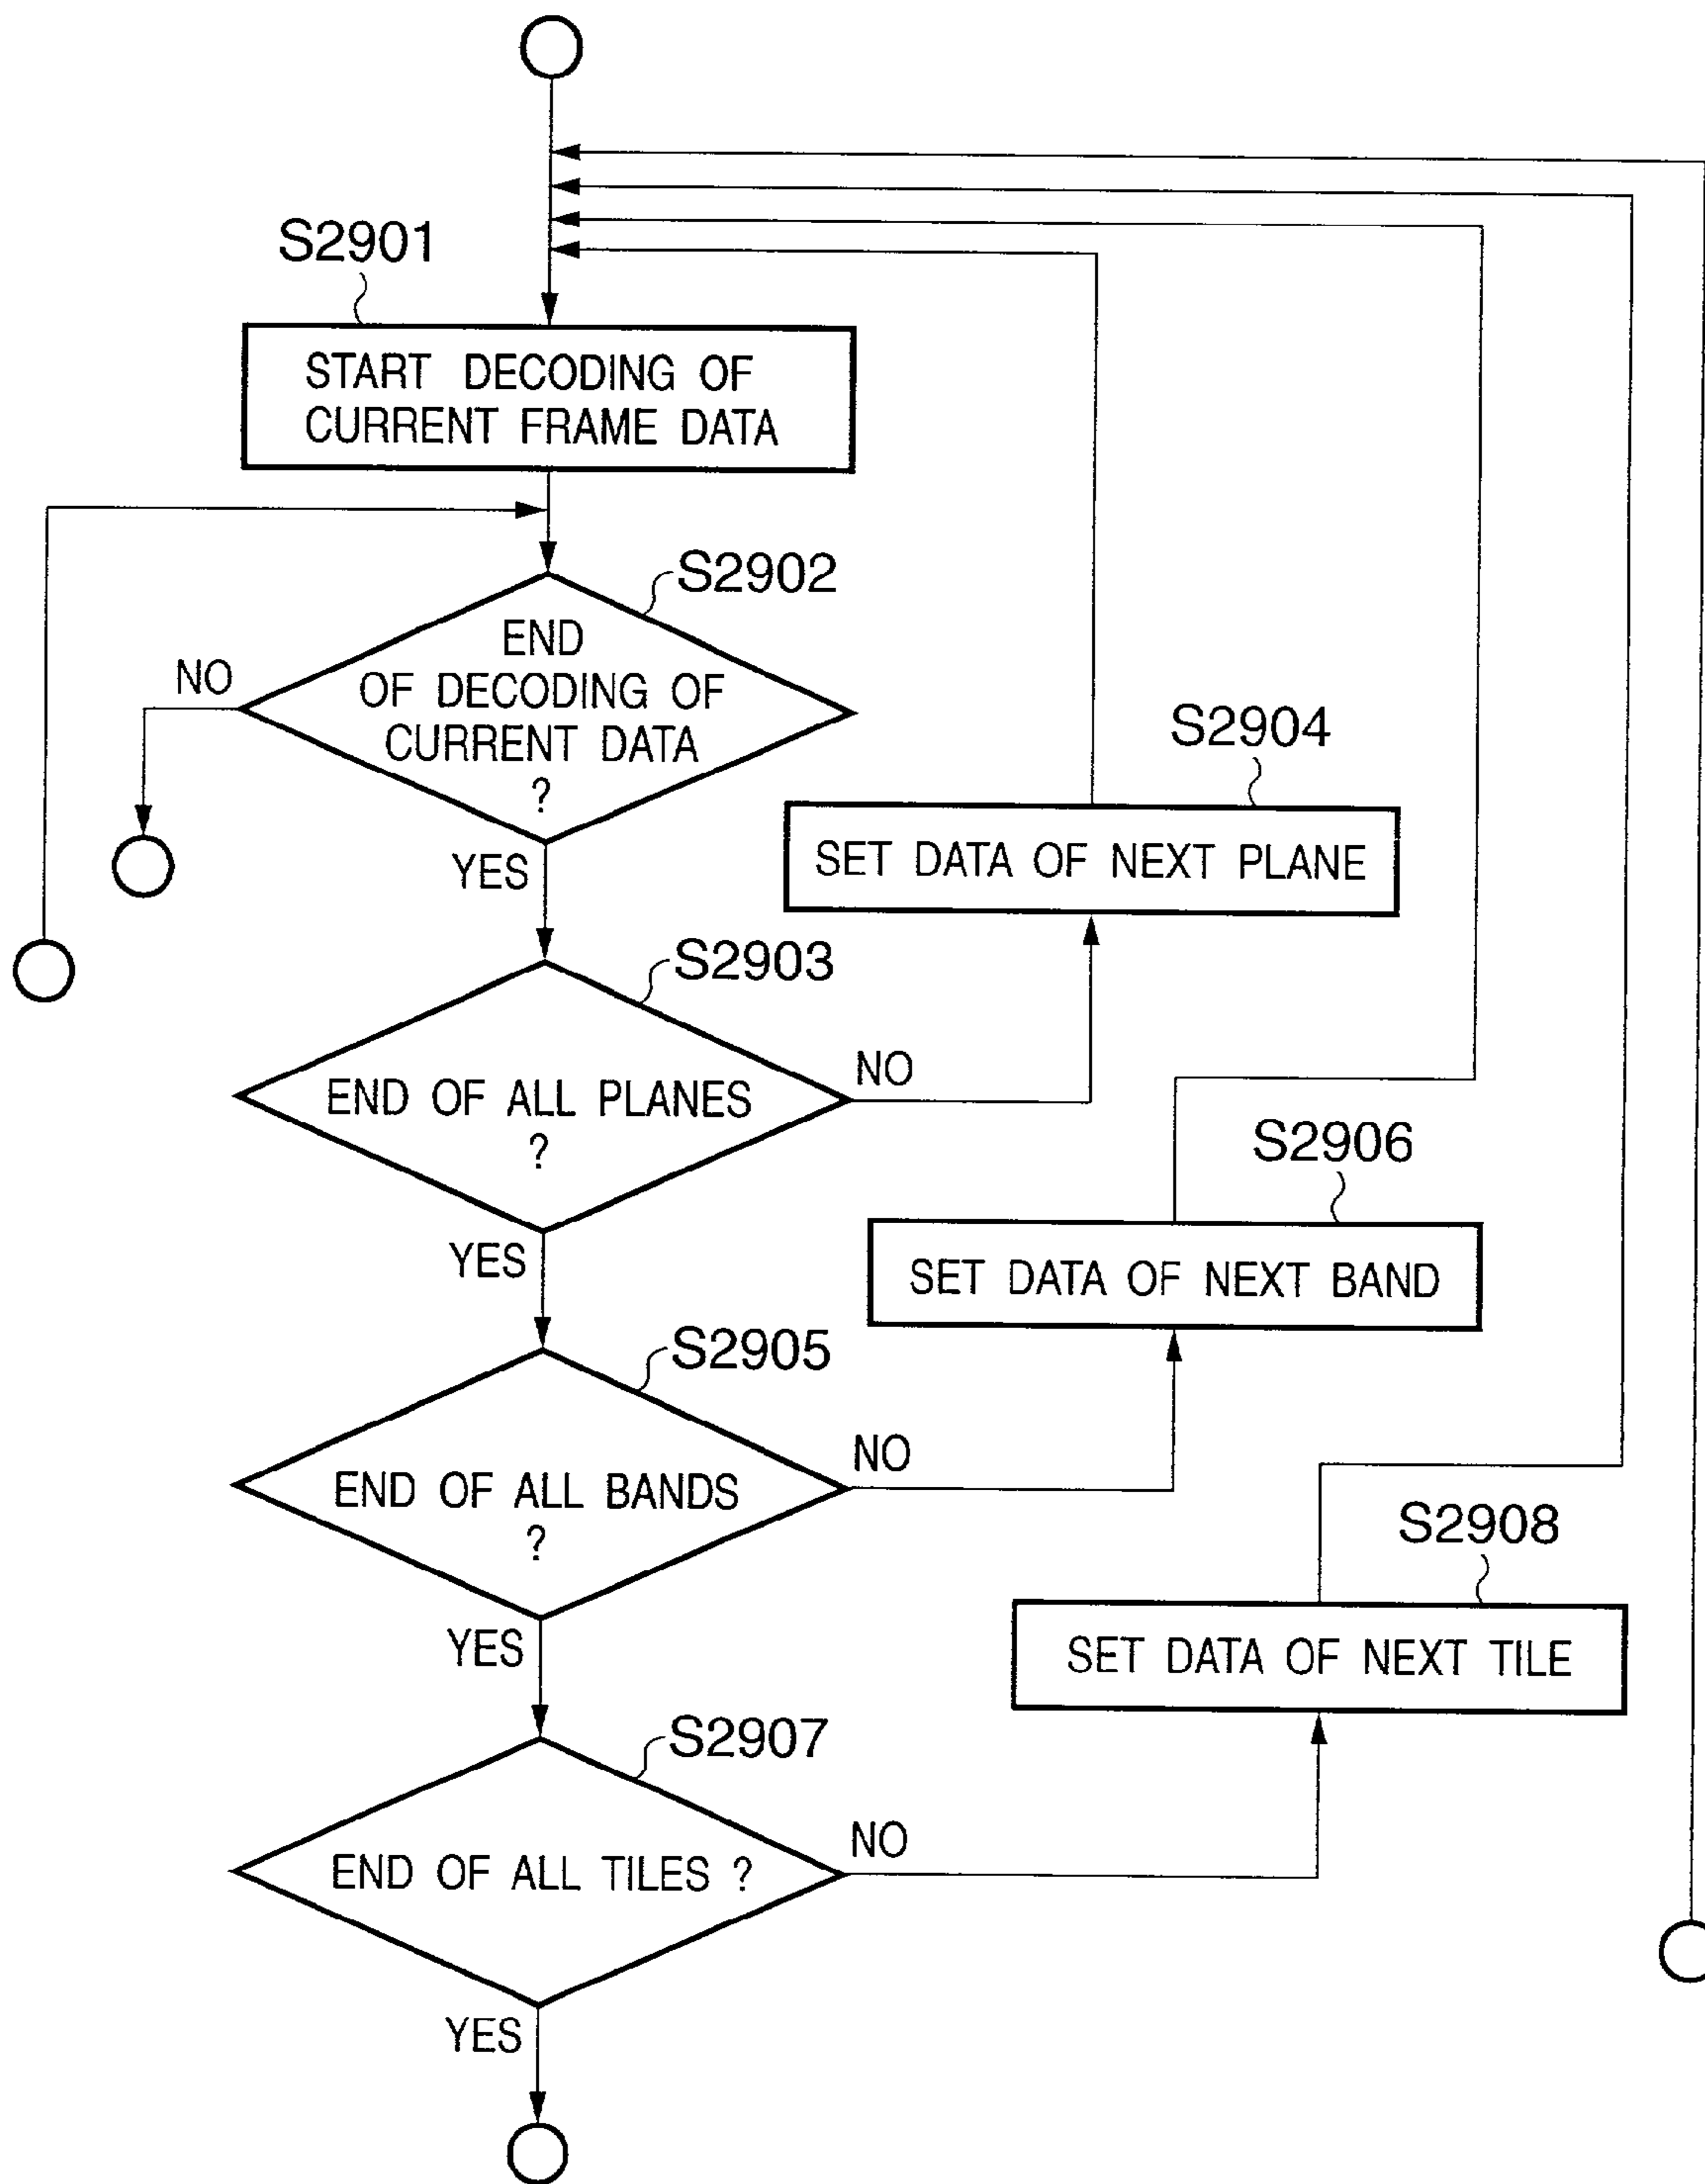 S2901
START DECODING OF
CURRENT FRAME DATA
S2902
END
OF DECODING OF
CURRENT DATA
?
NO
YES
S2904
SET DATA OF NEXT PLANE
S2903
END OF ALL PLANES
?
NO
YES
S2906
SET DATA OF NEXT BAND
S2905
END OF ALL BANDS
?
NO
YES
S2908
SET DATA OF NEXT TILE
S2907
END OF ALL TILES ?
NO
YES